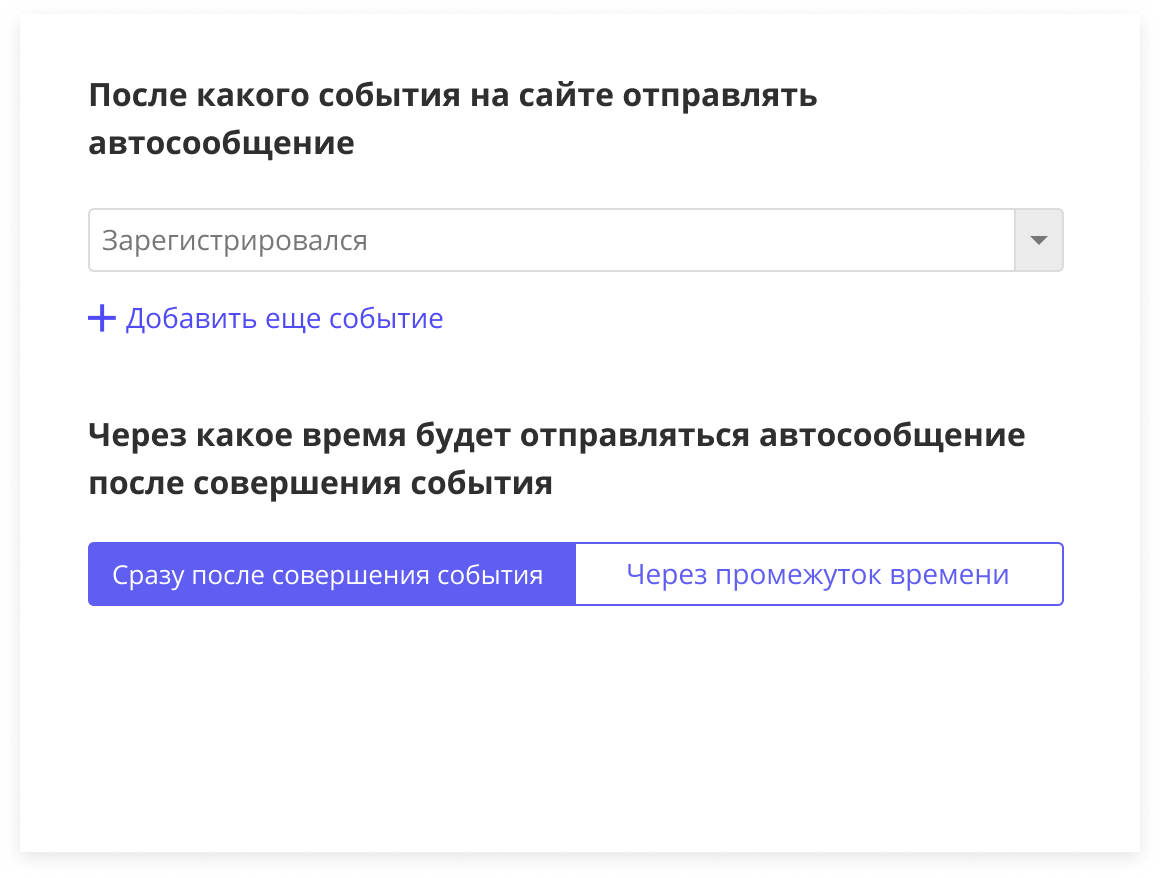 После какого события на сайте отправлять
автосообщение
Зарегистрировался
Добавить еще событие
Через какое время будет отправляться автосообщение
после совершения события
Сразу после совершения события
Через промежуток времени